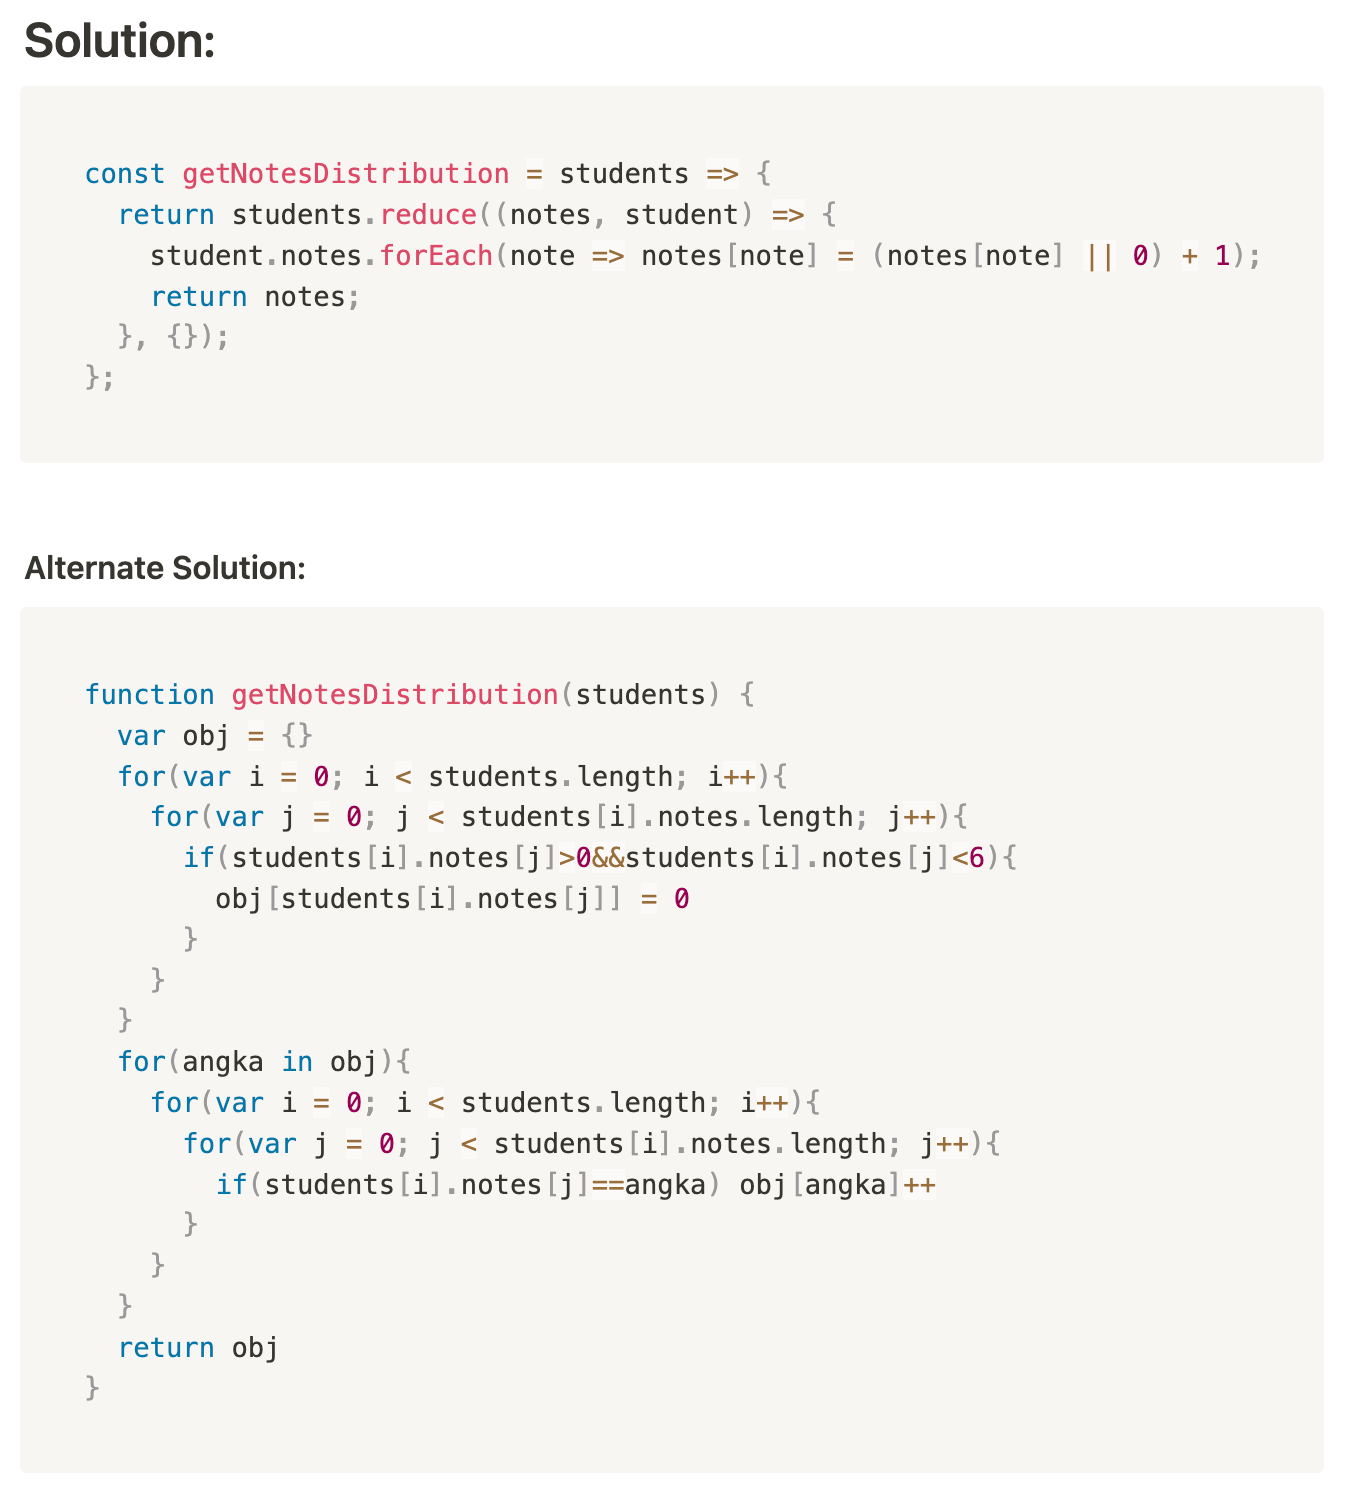 Solution:
const getNotesDistribution = students => {
  return students.reduce((notes, student) => {
    student.notes.forEach(note => notes[note] = (notes[note] || 0) + 1);
    return notes;
  }, {});
};
Alternate Solution:
function getNotesDistribution(students) {
  var obj = {}
  for(var i = 0; i < students.length; i++){
    for(var j = 0; j < students[i].notes.length; j++){
      if(students[i].notes[j]>0&&students[i].notes[j]<6){
        obj[students[i].notes[j]] = 0
      }
    }
  }
  for(angka in obj){
    for(var i = 0; i < students.length; i++){
      for(var j = 0; j < students[i].notes.length; j++){
        if(students[i].notes[j]==angka) obj[angka]++
      }
    }
  }
  return obj
}